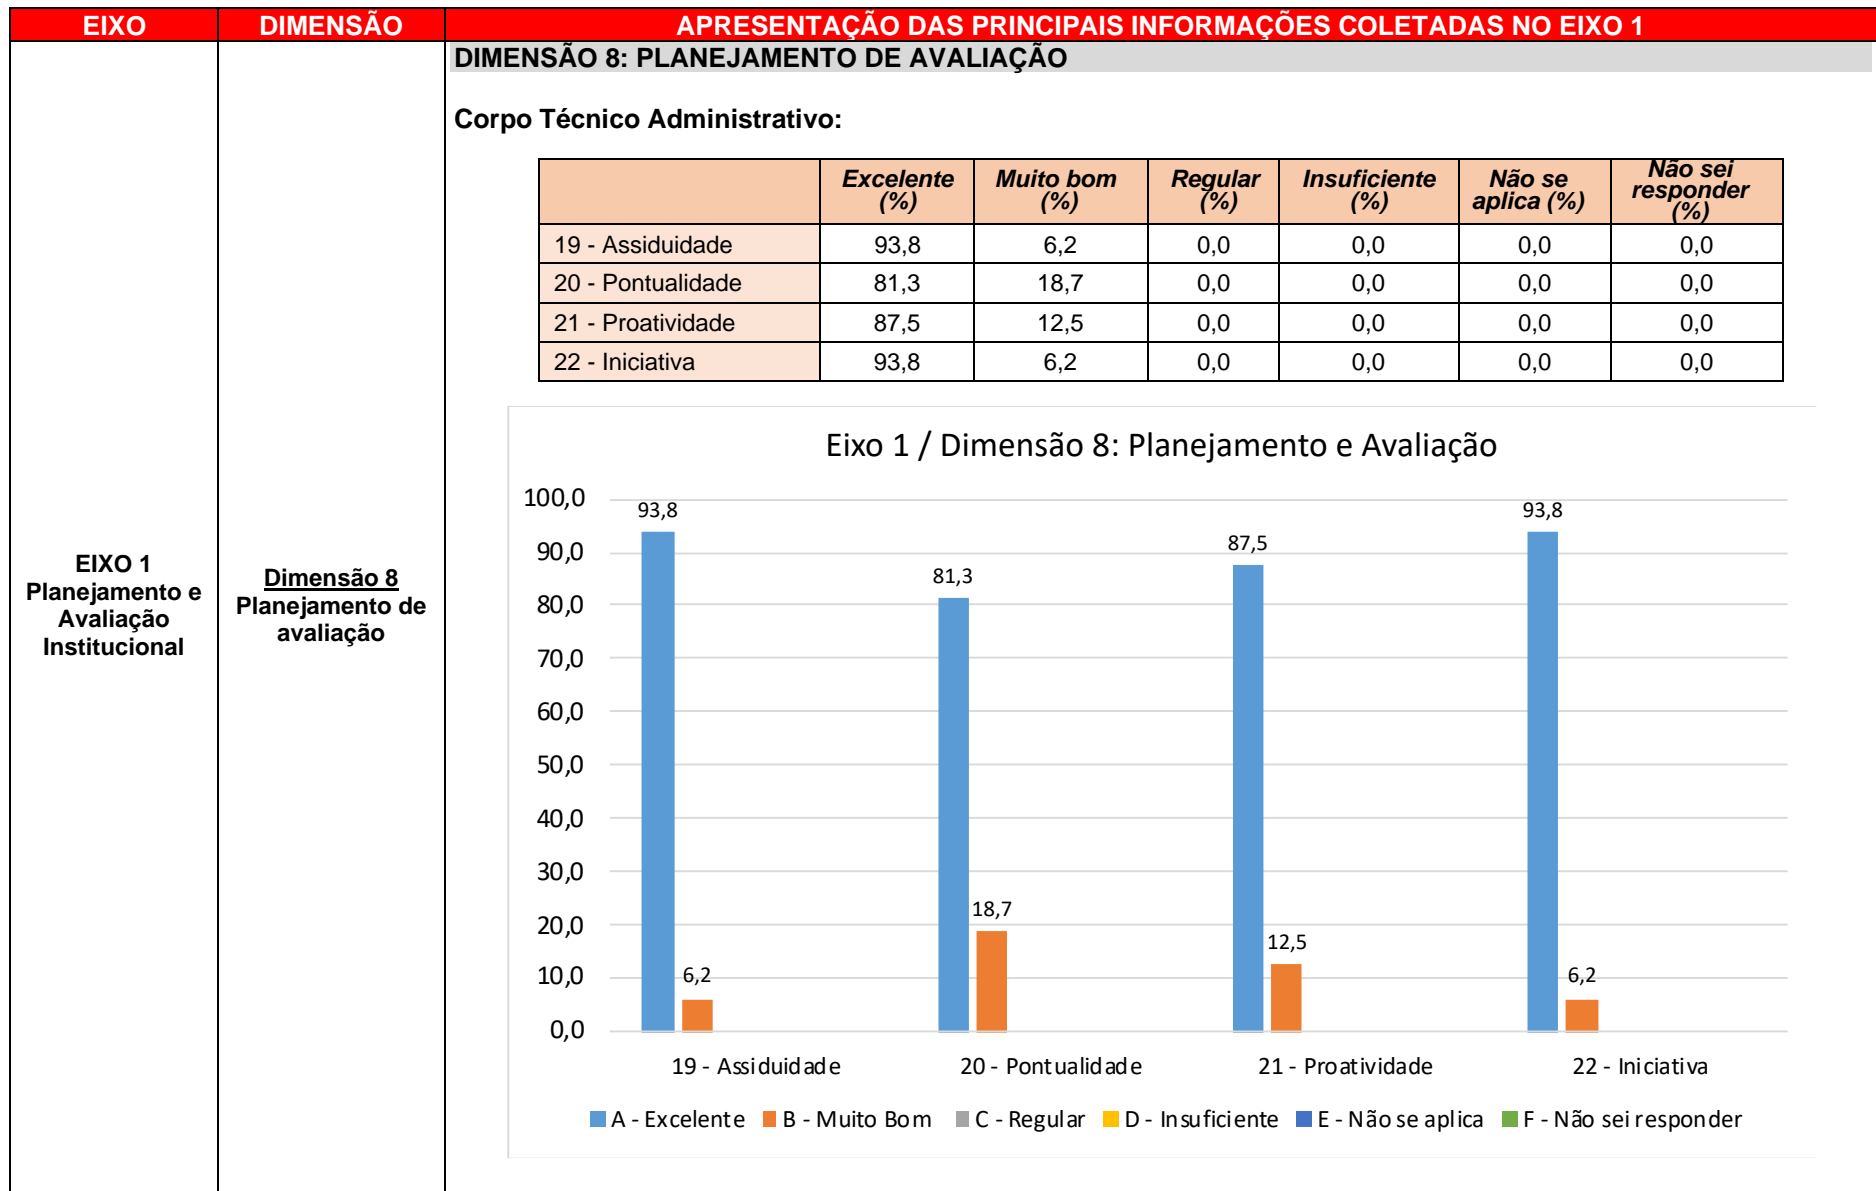 EIXO DIMENSÃO APRESENTAÇÃO DAS PRINCIPAIS INFORMAÇÕES COLETADAS NO EIXO 1
EIXO 1
Planejamento e
Avaliação
Institucional
Dimensão 8
Planejamento de
avaliação
DIMENSÃO 8: PLANEJAMENTO DE AVALIAÇÃO
Corpo Técnico Administrativo:
Excelente (%) Muito bom (%) Regular (%) Insuficiente (%) Não se aplica (%) Não sei responder (%)
19 - Assiduidade 93,8 6,2 0,0 0,0 0,0 0,0
20 - Pontualidade 81,3 18,7 0,0 0,0 0,0 0,0
21 - Proatividade 87,5 12,5 0,0 0,0 0,0 0,0
22 - Iniciativa 93,8 6,2 0,0 0,0 0,0 0,0
Eixo 1 / Dimensão 8: Planejamento e Avaliação
100,0
90,0
80,0
70,0
60,0
50,0
40,0
30,0
20,0
10,0
0,0
93,8
6,2
81,3
18,7
87,5
12,5
93,8
6,2
19 - Assiduidade 20 - Pontualidade 21 - Proatividade 22 - Iniciativa
A - Excelente B - Muito Bom C - Regular D - Insuficiente E - Não se aplica F - Não sei responder